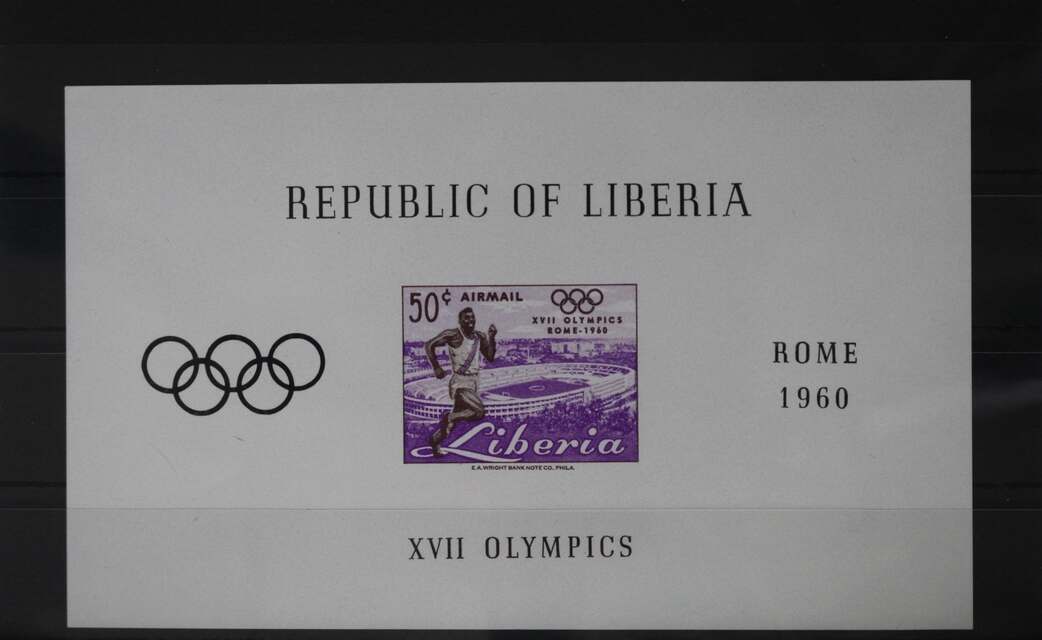 REPUBLIC OF LIBERIA
50¢ AIRMAIL
XVII OLYMPICS
ROME-1960
Liberia
E.A. WRIGHT BANK NOTE CO., PHILA.
ROME
1960
XVII OLYMPICS